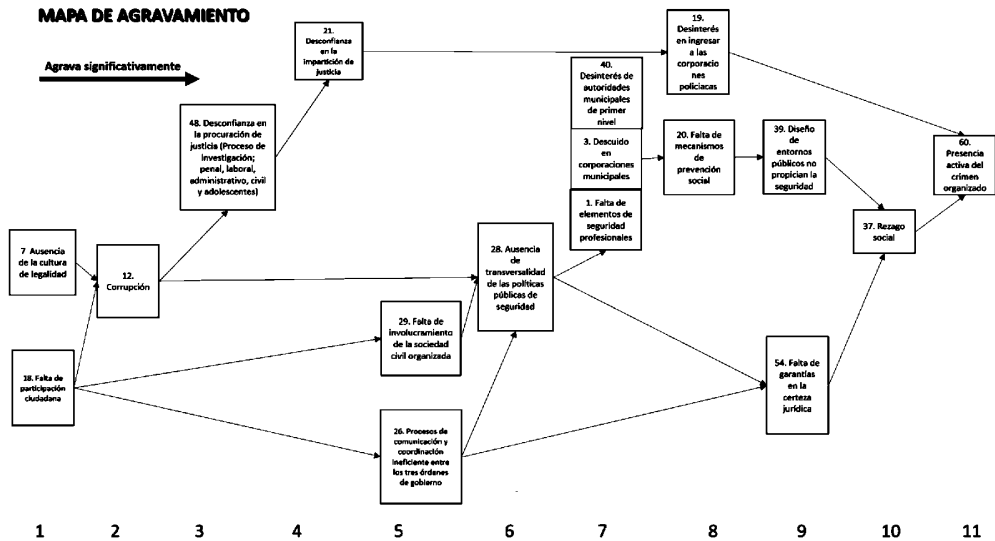 MAPA DE AGRAVAMIENTO
Agrava significativamente
7 Ausencia
de la cultura
de legalidad
18. Falta de
participación
ciudadana
12.
Corrupción
48. Desconfianza en
la procuración de
justicia (Proceso de
investigación;
penal, laboral,
administrativo, civil
y adolescentes)
21.
Desconfianza
en la
impartición de
justicia
29. Falta de
involucramiento
de la sociedad
civil organizada
26. Procesos de
comunicación y
coordinación
ineficiente entre
los tres órdenes
de gobierno
28. Ausencia
de
transversalidad
de las políticas
públicas de
seguridad
40.
Desinterés de
autoridades
municipales
de primer
nivel
3. Descuido
en
corporaciones
municipales
1. Falta de
elementos de
seguridad
profesionales
19.
Desinterés
en ingresar
a las
corporacio
nes
policiacas
20. Falta de
mecanismos
de
prevención
social
39. Diseño
de
entornos
públicos no
propician la
seguridad
54. Falta de
garantías
en la
certeza
jurídica
37. Rezago
social
60.
Presencia
activa del
crimen
organizado
1 2 3 4 5 6 7 8 9 10 11